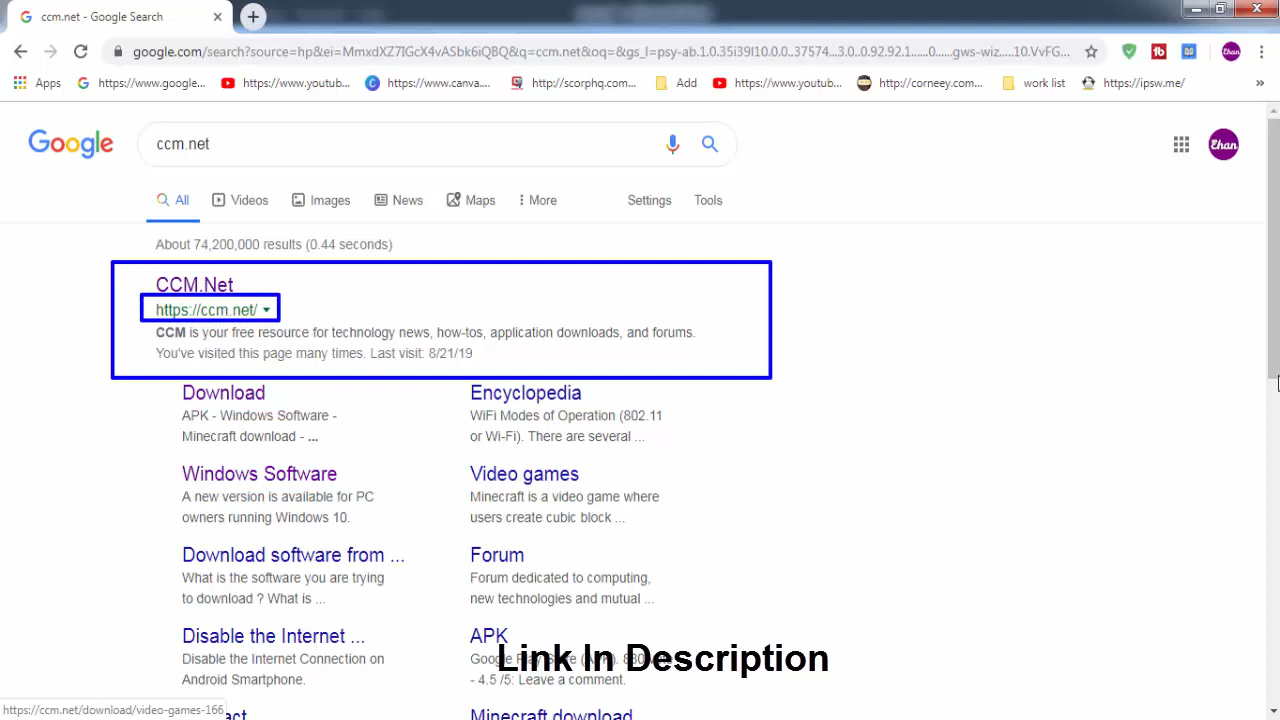 ccm.net - Google Search
google.com/search?source=hp&ei=MmxdXZ7IGcX4vASbk6iQBQ&q=ccm.net&oq=&gs_l=psy-ab.1.0.35i39l10.0.0..37574...3.0..0.92.92.1......0....gws-wiz.....10.VvFG...
Apps https://www.google... https://www.youtub... https://www.canva.... http://scorphq.com... Add https://www.youtub... http://corneey.com... work list https://ipsw.me/ »
Google ccm.net Ehan
All Videos Images News Maps More Settings Tools
About 74,200,000 results (0.44 seconds)
CCM.Net
https://ccm.net/
CCM is your free resource for technology news, how-tos, application downloads, and forums.
You've visited this page many times. Last visit: 8/21/19
Download
APK - Windows Software -
Minecraft download - ...
Encyclopedia
WiFi Modes of Operation (802.11
or Wi-Fi). There are several ...
Windows Software
A new version is available for PC
owners running Windows 10.
Video games
Minecraft is a video game where
users create cubic block ...
Download software from ...
What is the software you are trying
to download ? What is ...
Forum
Forum dedicated to computing,
new technologies and mutual ...
Disable the Internet ...
Disable the Internet Connection on
Android Smartphone.
APK
Google Play Store (APK).
- 4.5 /5: Leave a comment.
Link In Description
Minecraft download
https://ccm.net/download/video-games-166